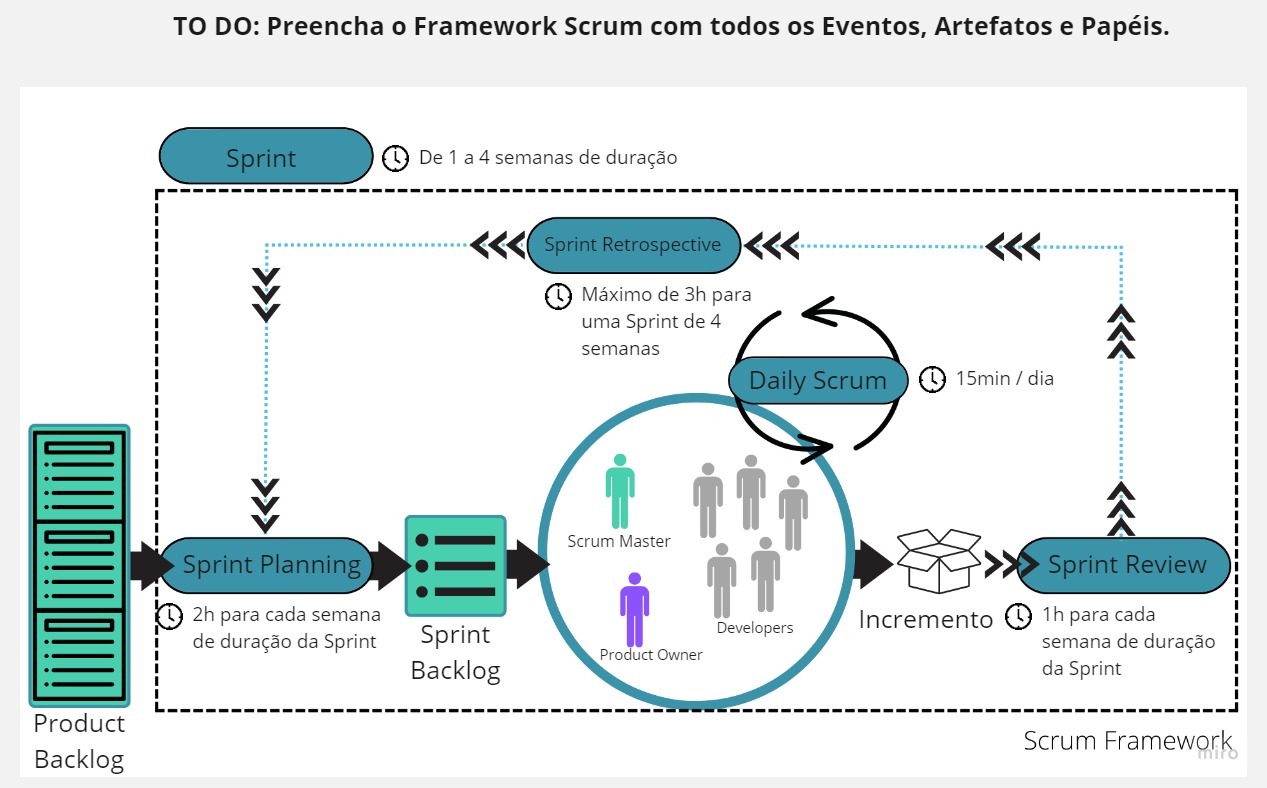 TO DO: Preencha o Framework Scrum com todos os Eventos, Artefatos e Papéis.
Sprint
De 1 a 4 semanas de duração
Sprint Retrospective
Máximo de 3h para
uma Sprint de 4
semanas
Daily Scrum
15min / dia
Scrum Master
Product Owner
Developers
Sprint Planning
2h para cada semana
de duração da Sprint
Sprint
Backlog
Incremento
Sprint Review
1h para cada
semana de duração
da Sprint
Product
Backlog
Scrum Framework
miro